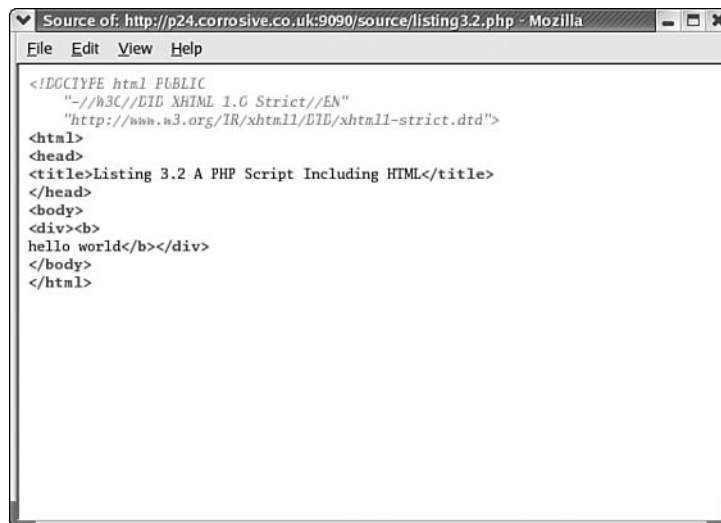 Source of: http://p24.corrosive.co.uk:9090/source/listing3.2.php - Mozilla
File Edit View Help
<!DOCTYPE html PUBLIC
"-//W3C//DTD XHTML 1.0 Strict//EN"
"http://www.w3.org/TR/xhtml1/DTD/xhtml1-strict.dtd">
<html>
<head>
<title>Listing 3.2 A PHP Script Including HTML</title>
</head>
<body>
<div><b>
hello world</b></div>
</body>
</html>